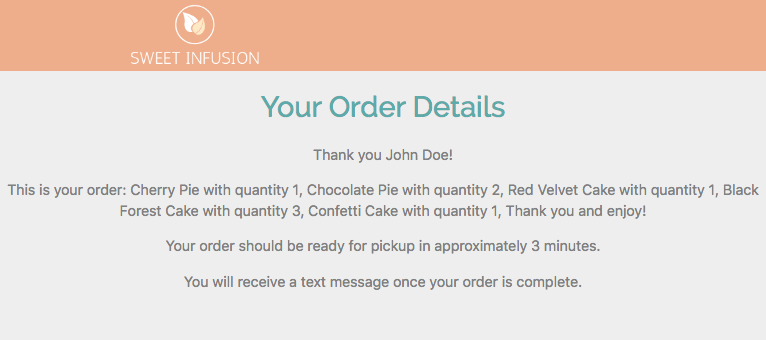 SWEET INFUSION
Your Order Details
Thank you John Doe!
This is your order: Cherry Pie with quantity 1, Chocolate Pie with quantity 2, Red Velvet Cake with quantity 1, Black
Forest Cake with quantity 3, Confetti Cake with quantity 1, Thank you and enjoy!
Your order should be ready for pickup in approximately 3 minutes.
You will receive a text message once your order is complete.